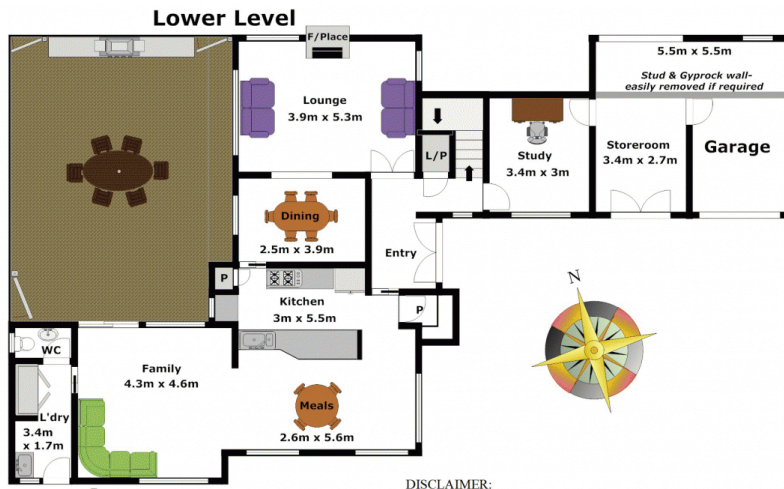 Lower Level
F/Place
5.5m x 5.5m
Stud & Gyprock wall-
easily removed if required
Lounge
3.9m x 5.3m
L/P
Study
3.4m x 3m
Storeroom
3.4m x 2.7m
Garage
Dining
2.5m x 3.9m
Entry
P
Kitchen
3m x 5.5m
P
N
WC
Family
4.3m x 4.6m
Meals
2.6m x 5.6m
L'dry
3.4m
x 1.7m
DISCLAIMER: